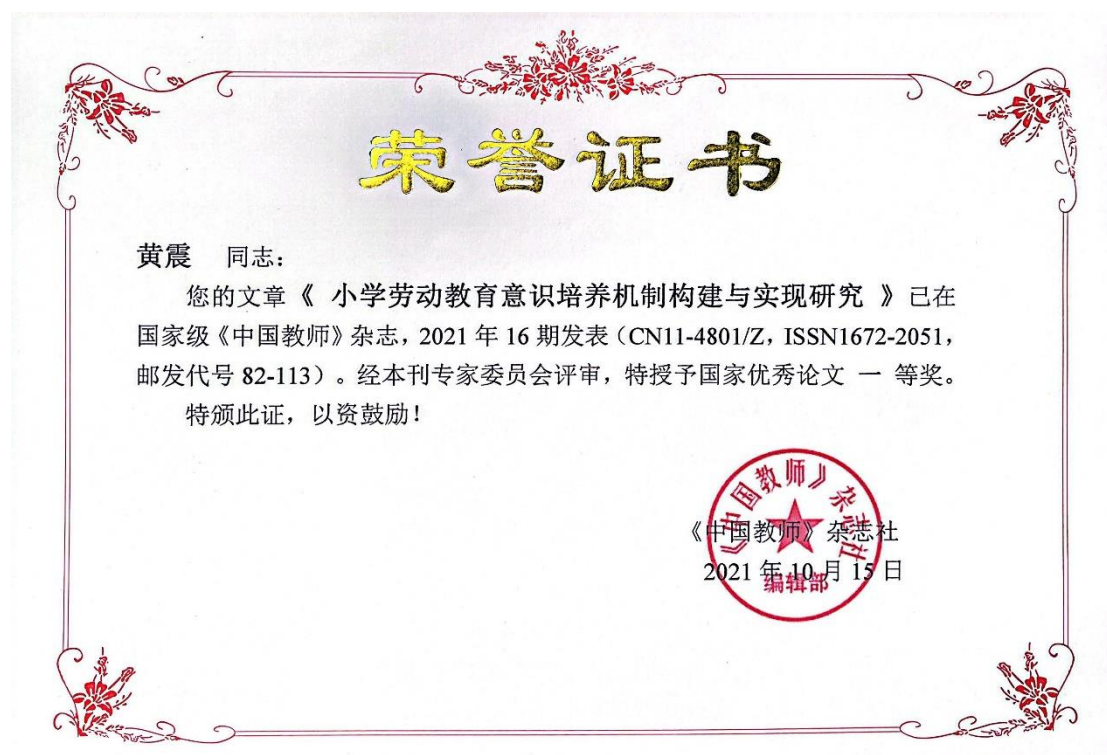 荣誉证书
黄震 同志：
您的文章《 小学劳动教育意识培养机制构建与实现研究 》已在
国家级《中国教师》杂志，2021 年 16 期发表（CN11-4801/Z，ISSN1672-2051，
邮发代号 82-113）。经本刊专家委员会评审，特授予国家优秀论文 一 等奖。
特颁此证，以资鼓励！
《中国教师》杂志社
2021 年 10 月 15 日
《中国教师》杂志社
编辑部